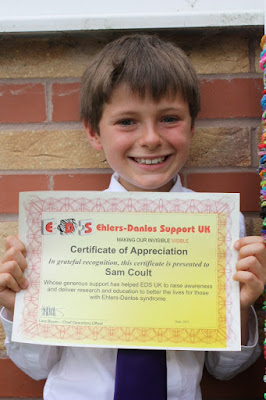 EDS Ehlers-Danlos Support UK
MAKING OUR INVISIBLE VISIBLE
Certificate of Appreciation
In grateful recognition, this certificate is presented to
Sam Coult
Whose generous support has helped EDS UK to raise awareness
and deliver research and education to better the lives for those
with Ehlers-Danlos syndrome.